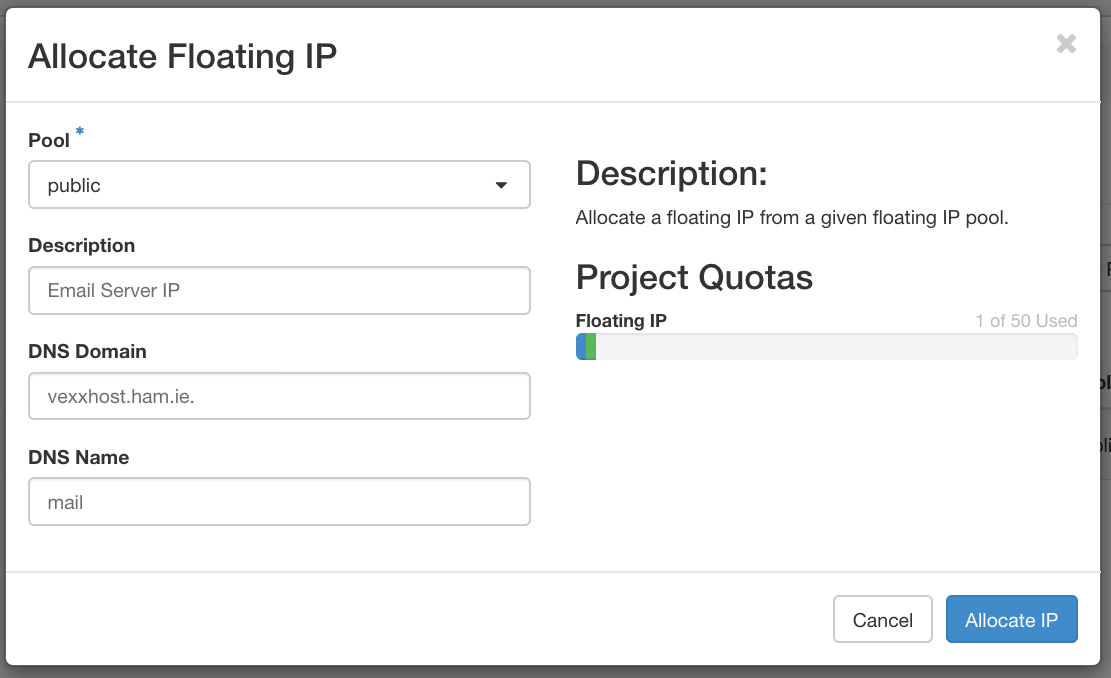 Allocate Floating IP
×
Pool *
public
Description
Email Server IP
DNS Domain
vexxhost.ham.ie.
DNS Name
mail
Description:
Allocate a floating IP from a given floating IP pool.
Project Quotas
Floating IP
1 of 50 Used
Cancel
Allocate IP